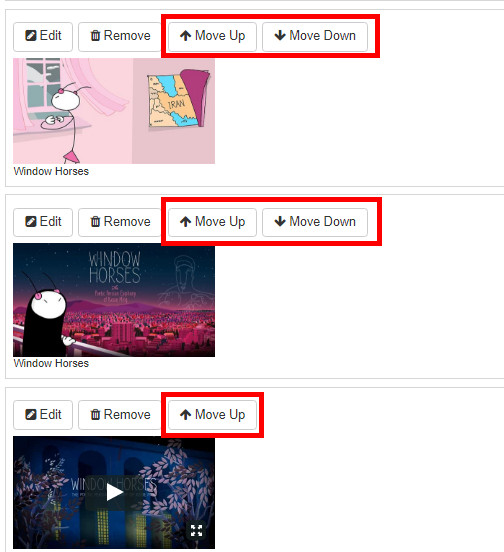 Edit Remove Move Up Move Down
IRAN
Window Horses
Edit Remove Move Up Move Down
WINDOW
HORSES
Window Horses
Edit Remove Move Up
WINDOW HORSES